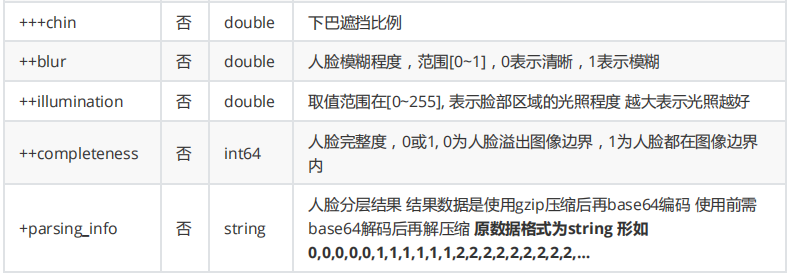 +++chin 否 double 下巴遮挡比例
++blur 否 double 人脸模糊程度，范围[0~1]，0表示清晰，1表示模糊
++illumination 否 double 取值范围在[0~255], 表示脸部区域的光照程度 越大表示光照越好
++completeness 否 int64 人脸完整度，0或1, 0为人脸溢出图像边界，1为人脸都在图像边界
内
+parsing_info 否 string 人脸分层结果 结果数据是使用gzip压缩后再base64编码 使用前需
base64解码后再解压缩 原数据格式为string 形如
0,0,0,0,0,1,1,1,1,1,1,2,2,2,2,2,2,2,2,2,...